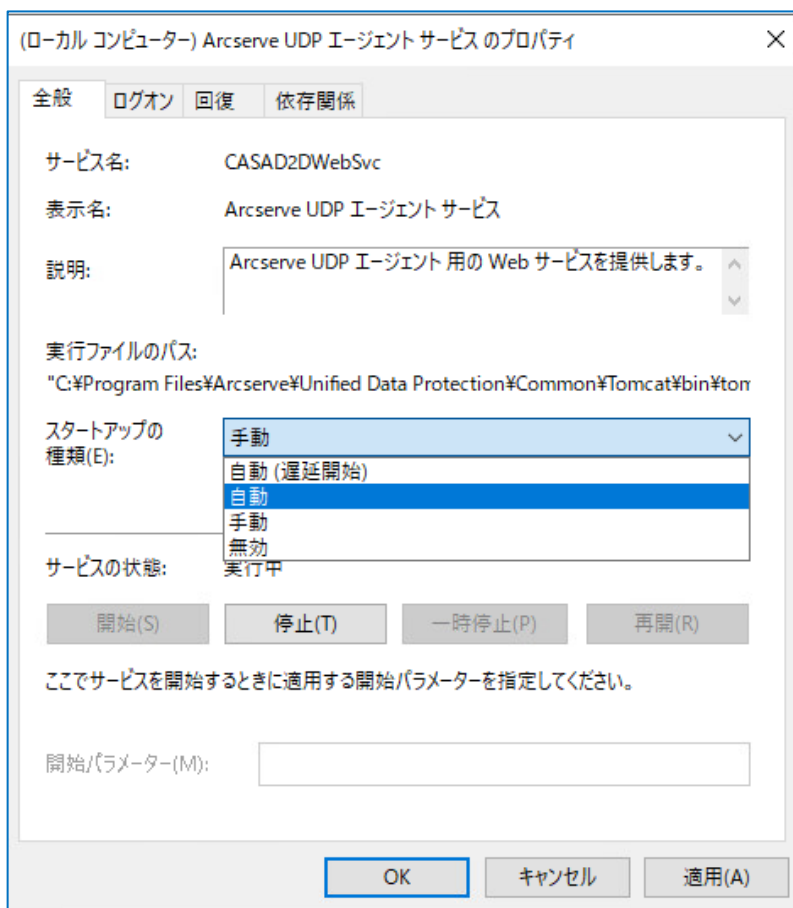 (ローカル コンピューター) Arcserve UDP エージェント サービス のプロパティ
全般 ログオン 回復 依存関係
サービス名: CASAD2DWebSvc
表示名: Arcserve UDP エージェント サービス
説明: Arcserve UDP エージェント 用の Web サービスを提供します。
実行ファイルのパス:
"C:¥Program Files¥Arcserve¥Unified Data Protection¥Common¥Tomcat¥bin¥tom
スタートアップの
種類(E): 手動
自動 (遅延開始)
自動
手動
無効
サービスの状態: 実行中
開始(S) 停止(T) 一時停止(P) 再開(R)
ここでサービスを開始するときに適用する開始パラメーターを指定してください。
開始パラメーター(M):
OK キャンセル 適用(A)